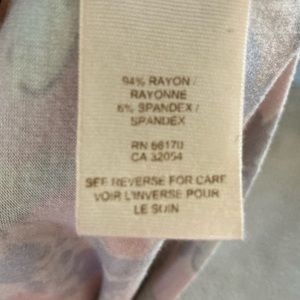 94% RAYON /
RAYONNE
6% SPANDEX /
SPANDEX
RN 66170
CA 32054
SEE REVERSE FOR CARE
VOIR L'INVERSE POUR
LE SOIN